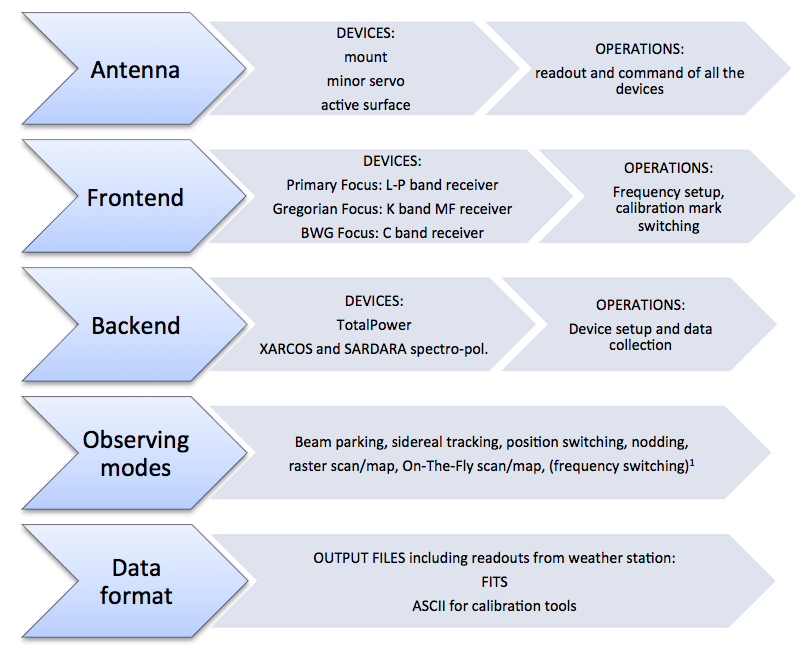 Antenna
DEVICES:
mount
minor servo
active surface
OPERATIONS:
readout and command of all the
devices
Frontend
DEVICES:
Primary Focus: L-P band receiver
Gregorian Focus: K band MF receiver
BWG Focus: C band receiver
OPERATIONS:
Frequency setup,
calibration mark
switching
Backend
DEVICES:
TotalPower
XARCOS and SARDARA spectro-pol.
OPERATIONS:
Device setup and data
collection
Observing
modes
Beam parking, sidereal tracking, position switching, nodding,
raster scan/map, On-The-Fly scan/map, (frequency switching)¹
Data
format
OUTPUT FILES including readouts from weather station:
FITS
ASCII for calibration tools